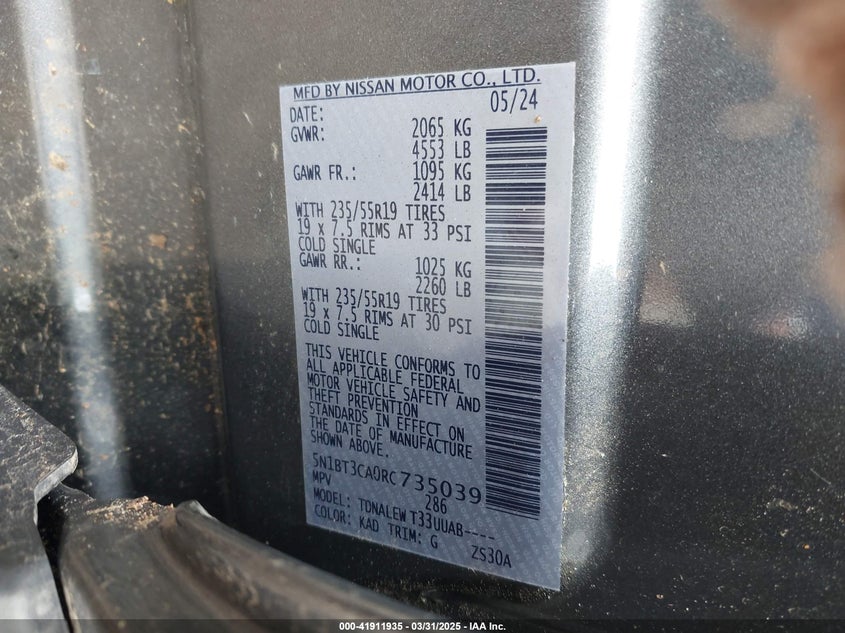 MFD BY NISSAN MOTOR CO., LTD.
DATE: 05/24
GVWR: 2065 KG
4553 LB
GAWR FR.: 1095 KG
2414 LB
WITH 235/55R19 TIRES
19 x 7.5 RIMS AT 33 PSI
COLD SINGLE
GAWR RR.: 1025 KG
2260 LB
WITH 235/55R19 TIRES
19 x 7.5 RIMS AT 30 PSI
COLD SINGLE
THIS VEHICLE CONFORMS TO
ALL APPLICABLE FEDERAL
MOTOR VEHICLE SAFETY AND
THEFT PREVENTION
STANDARDS IN EFFECT ON
THE DATE OF MANUFACTURE
SHOWN ABOVE.
5N1BT3CA0RC735039
MPV 286
MODEL: TDNALEW T33UUAB----
COLOR: KAD TRIM: G ZS30A
000-41911935 - 03/31/2025 - IAA Inc.